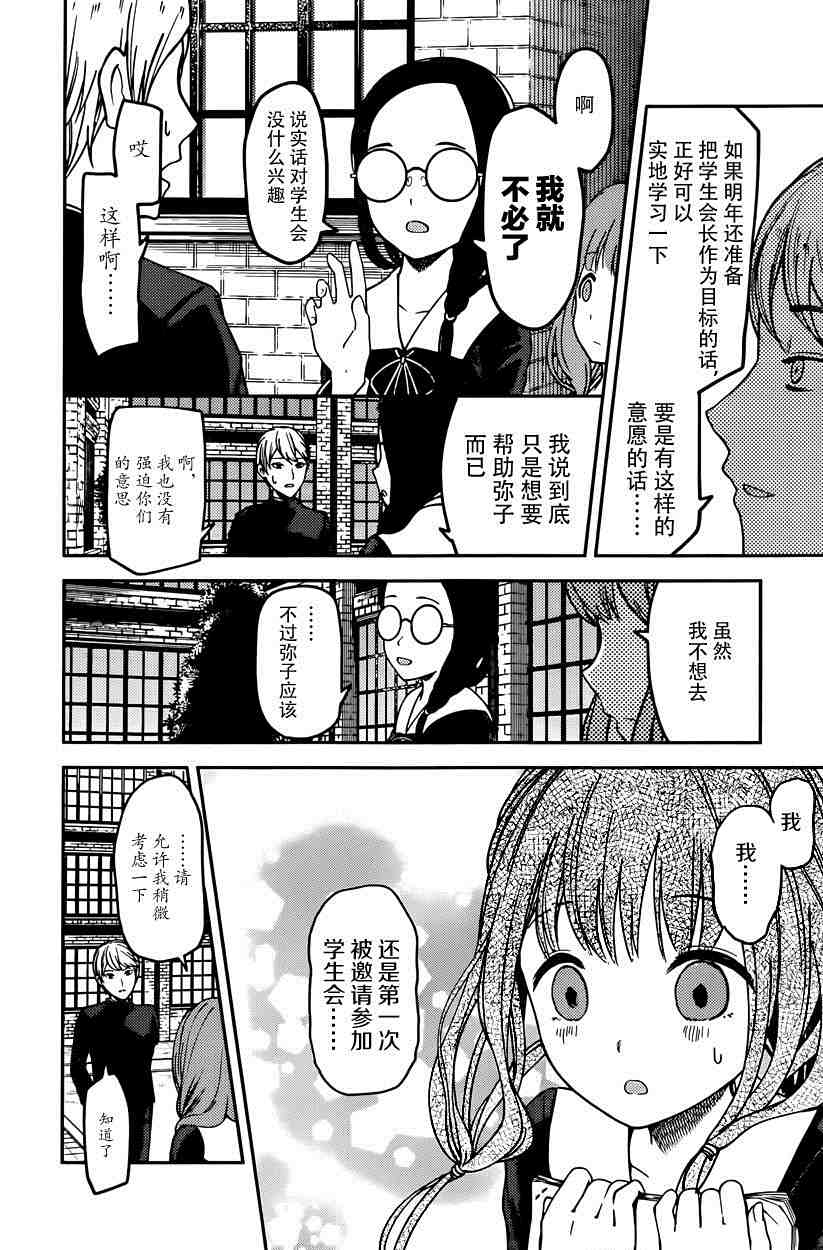 如果明年还准备
把学生会长作为目标的话,
正好可以
实地学习一下
要是有这样的
意愿的话……
啊
我就
不必了
说实话对学生会
没什么兴趣
哎
这样啊……
我说到底
只是想要
帮助弥子
而已
啊,
我也没有
强迫你们
的意思
虽然
我不想去
……
不过弥子应该
我
我……
还是第一次
被邀请参加
学生会……
……请
允许我稍微
考虑一下
知道了